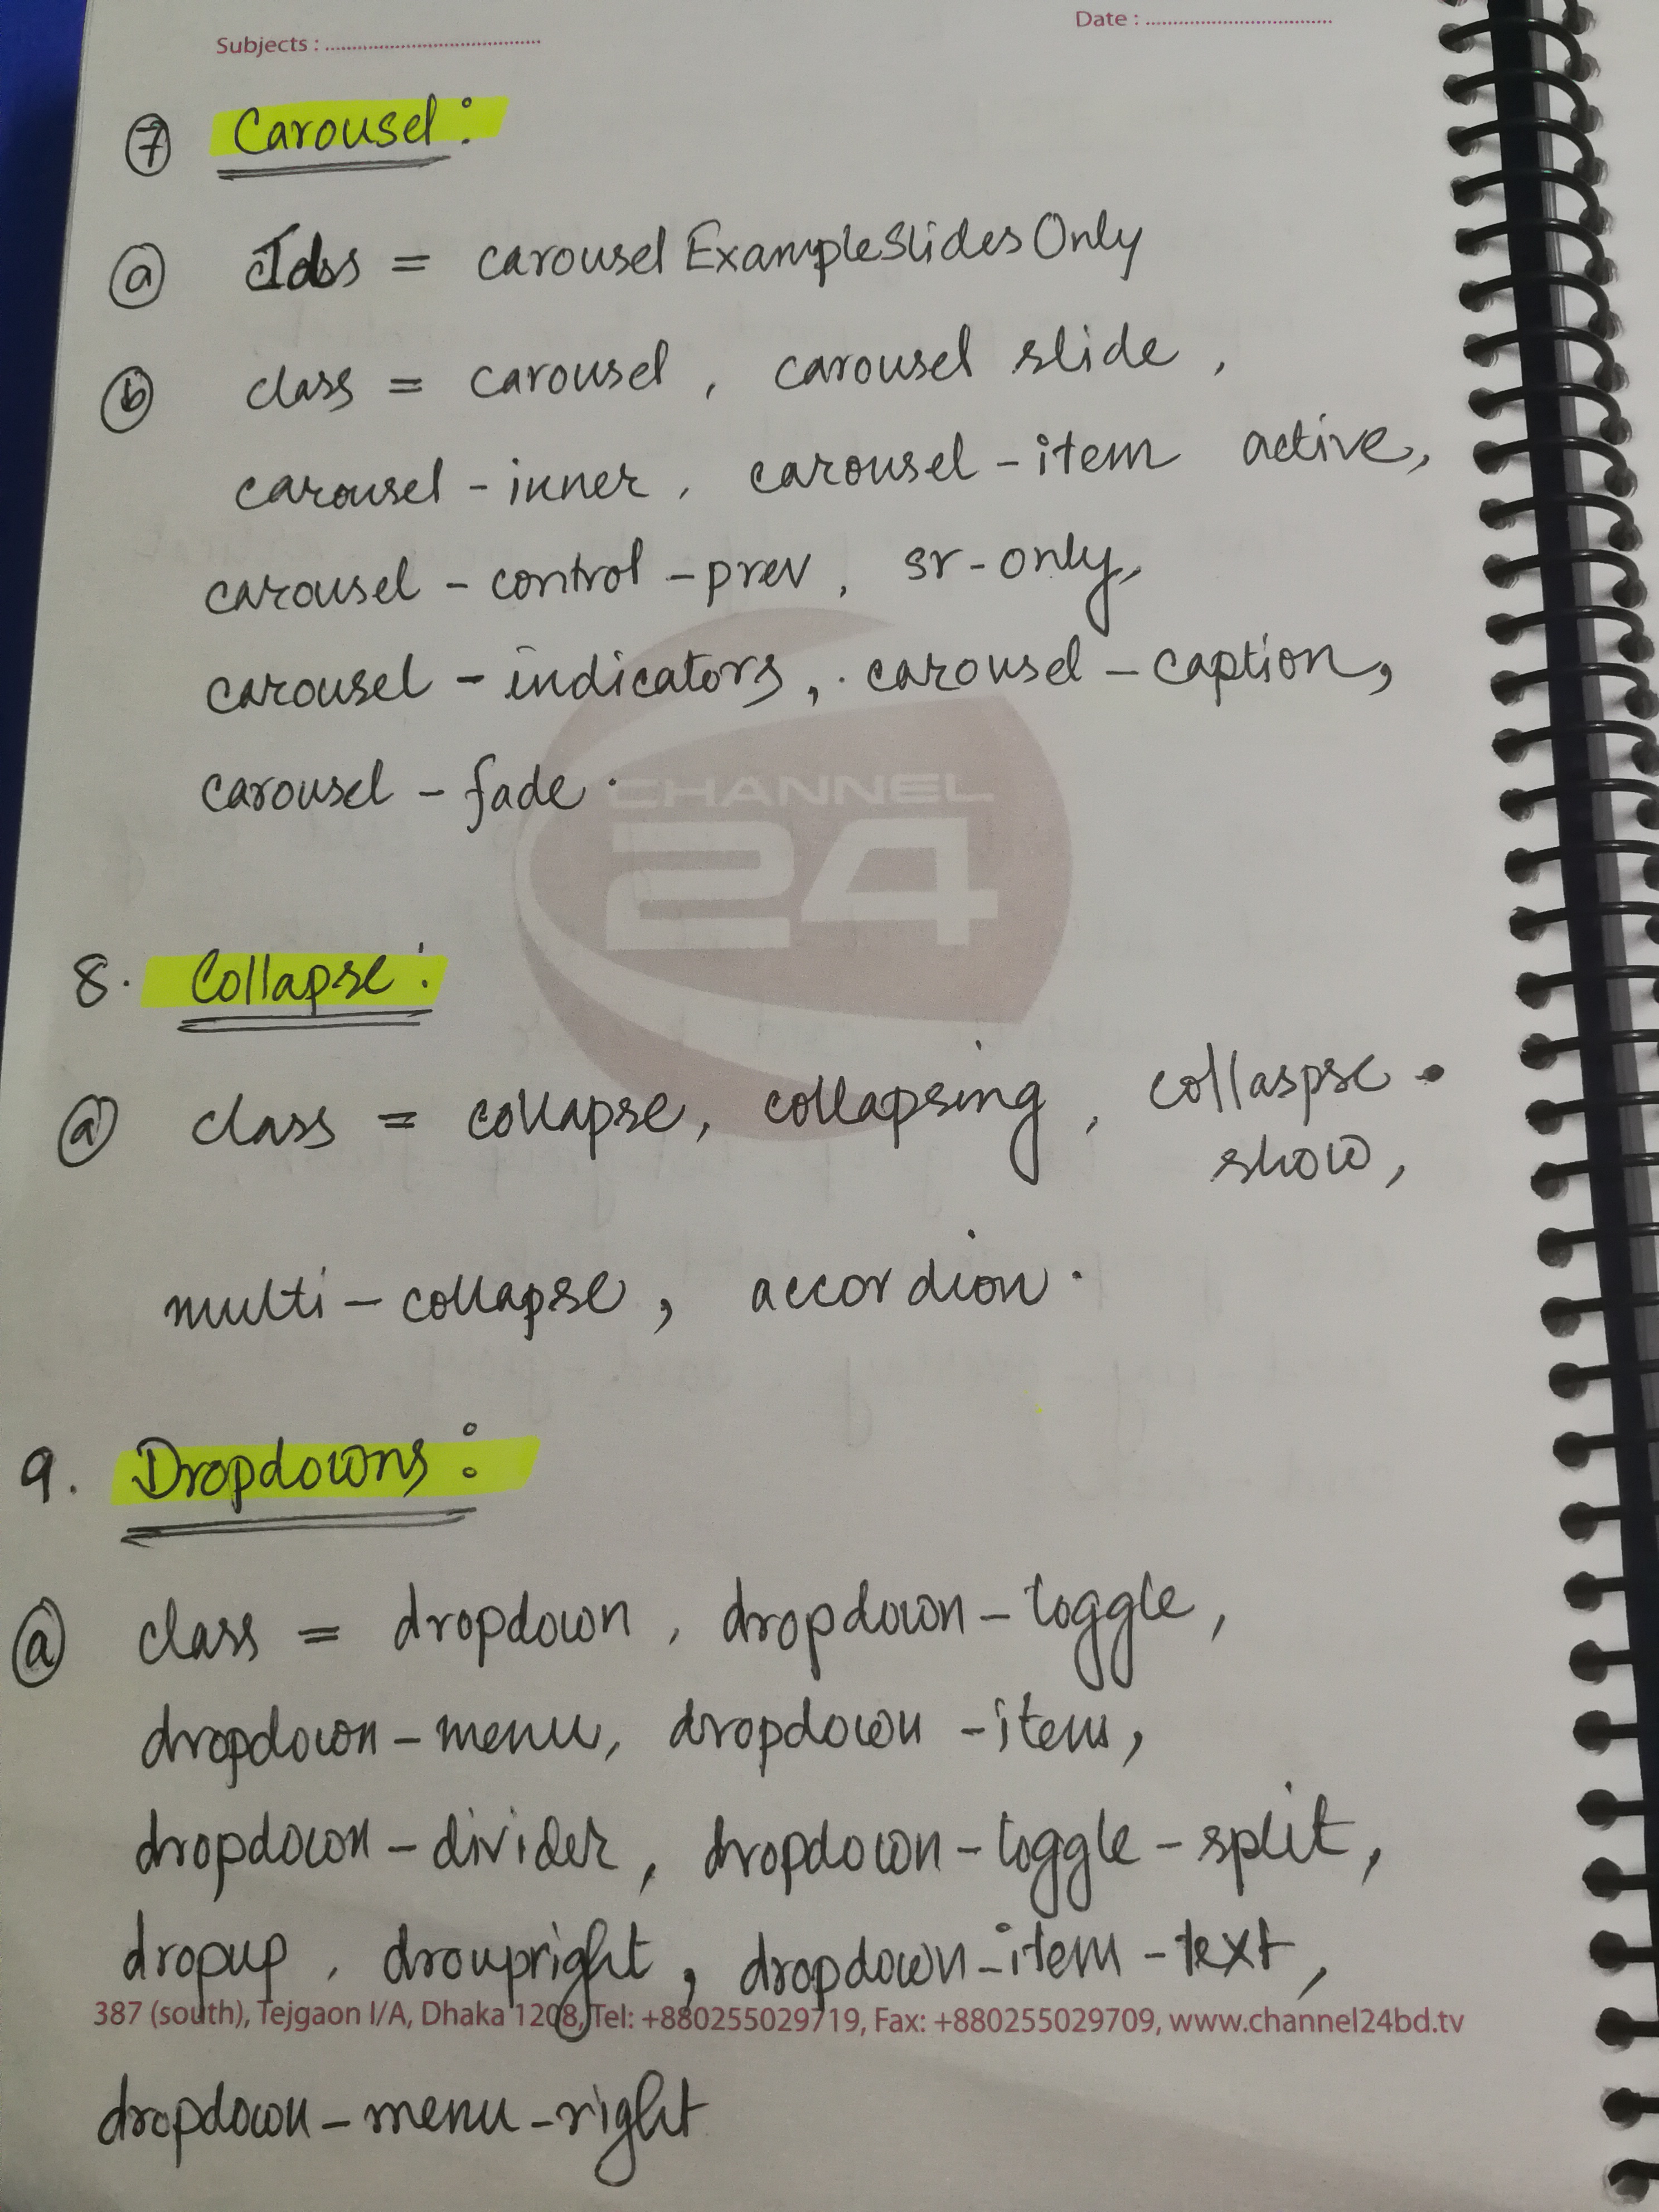 Subjects : ........................................ Date : ........................................
⑦ Carousel :
ⓐ = carouselExampleSlidesOnly
ⓑ class = carousel , carousel slide ,
carousel - inner , carousel - item active,
carousel - control - prev , sr - only,
carousel - indicators, . carousel - caption,
carousel - fade .
CHANNEL
24
8. Collapse :
ⓐ class = collapse, collapsing , collaspse .
show,
multi - collapse , accordion .
9. Dropdowns :
ⓐ class = dropdown , dropdown - toggle,
dropdown - menu, dropdown - item,
dropdown - divider , dropdown - toggle - split,
dropup , droupright , dropdown - item - text ,
387 (south), Tejgaon I/A, Dhaka 1208, Tel: +880255029719, Fax: +880255029709, www.channel24bd.tv
dropdown - menu - right